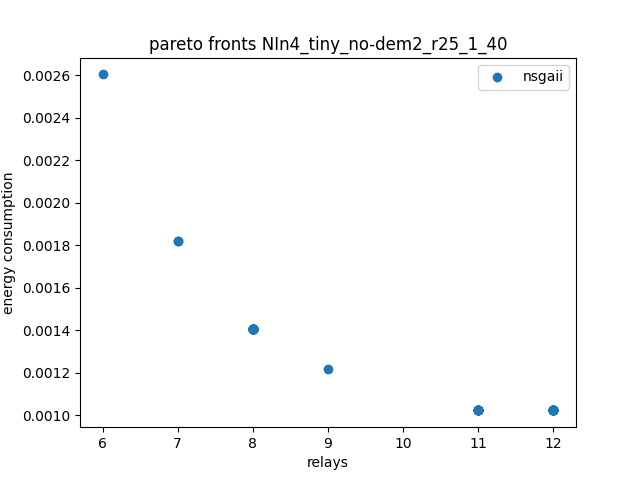 pareto fronts NIn4_tiny_no-dem2_r25_1_40
nsgaii
energy consumption
0.0026
0.0024
0.0022
0.0020
0.0018
0.0016
0.0014
0.0012
0.0010
6 7 8 9 10 11 12
relays